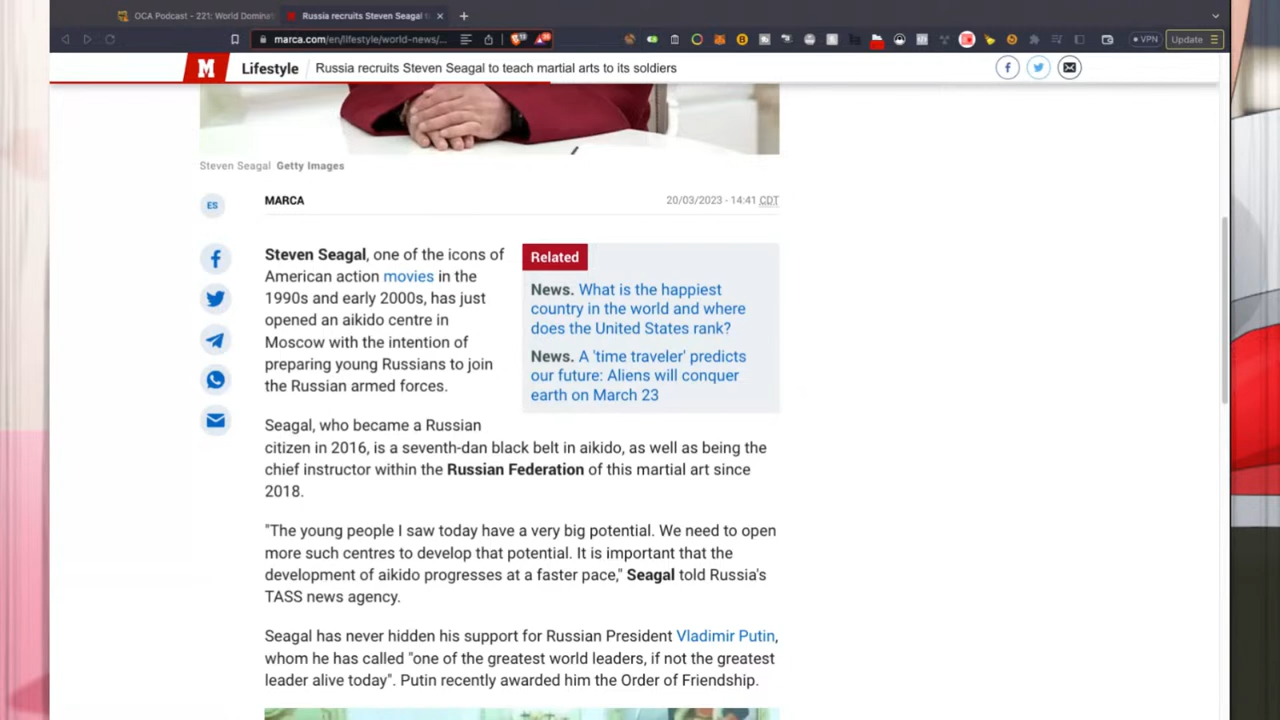 OCA Podcast - 221: World Domina
Russia recruits Steven Seagal t
marca.com/en/lifestyle/world-news/...
VPN
Update
M
Lifestyle
Russia recruits Steven Seagal to teach martial arts to its soldiers
Steven Seagal Getty Images
ES
MARCA
20/03/2023 - 14:41 CDT
Steven Seagal, one of the icons of
American action movies in the
1990s and early 2000s, has just
opened an aikido centre in
Moscow with the intention of
preparing young Russians to join
the Russian armed forces.
Related
News. What is the happiest
country in the world and where
does the United States rank?
News. A 'time traveler' predicts
our future: Aliens will conquer
earth on March 23
Seagal, who became a Russian
citizen in 2016, is a seventh-dan black belt in aikido, as well as being the
chief instructor within the Russian Federation of this martial art since
2018.
"The young people I saw today have a very big potential. We need to open
more such centres to develop that potential. It is important that the
development of aikido progresses at a faster pace," Seagal told Russia's
TASS news agency.
Seagal has never hidden his support for Russian President Vladimir Putin,
whom he has called "one of the greatest world leaders, if not the greatest
leader alive today". Putin recently awarded him the Order of Friendship.